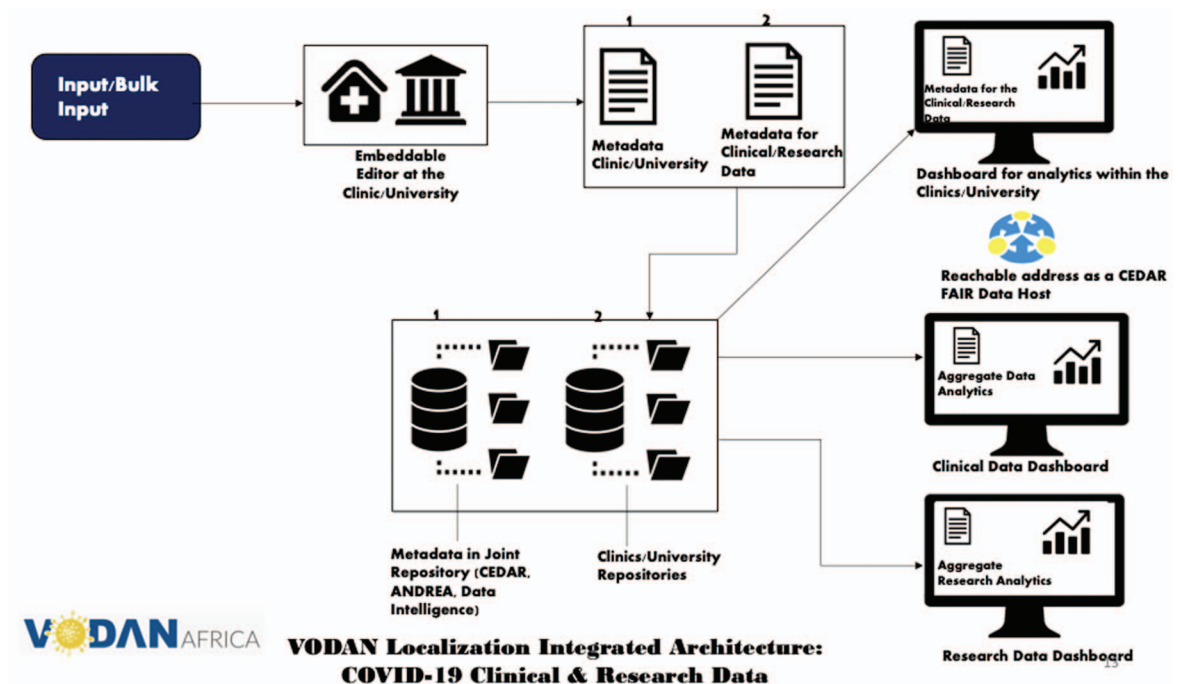 Input/Bulk
Input
Embeddable
Editor at the
Clinic/University
1
2
Metadata
Clinic/University
Metadata for
Clinical/Research
Data
Metadata for the
Clinical/Research
Data
Dashboard for analytics within the
Clinics/University
Reachable address as a CEDAR
FAIR Data Host
1
2
Metadata in Joint
Repository (CEDAR,
ANDREA, Data
Intelligence)
Clinics/University
Repositories
Aggregate Data
Analytics
Clinical Data Dashboard
Aggregate
Research Analytics
Research Data Dashboard
13
VODAN AFRICA
VODAN Localization Integrated Architecture:
COVID-19 Clinical & Research Data